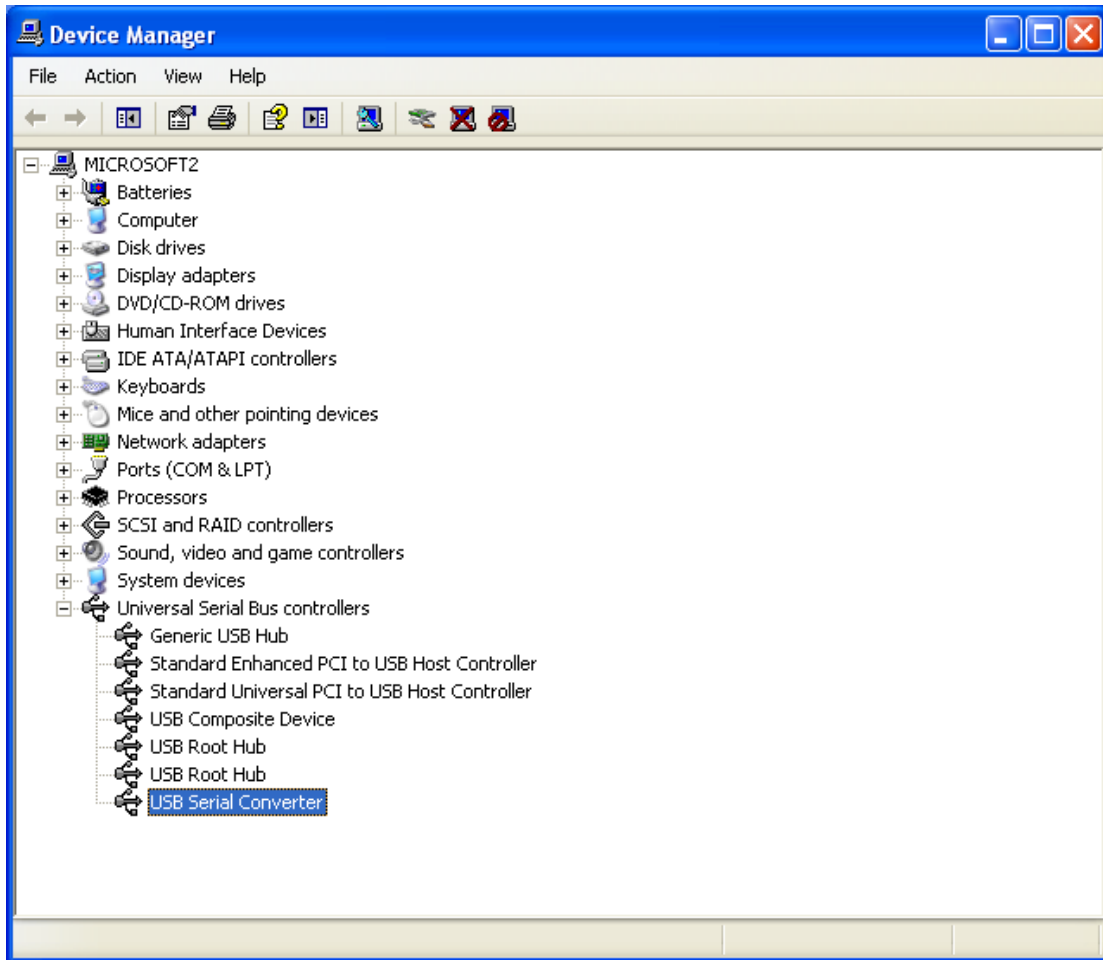 Device Manager
File Action View Help
MICROSOFT2
Batteries
Computer
Disk drives
Display adapters
DVD/CD-ROM drives
Human Interface Devices
IDE ATA/ATAPI controllers
Keyboards
Mice and other pointing devices
Network adapters
Ports (COM & LPT)
Processors
SCSI and RAID controllers
Sound, video and game controllers
System devices
Universal Serial Bus controllers
Generic USB Hub
Standard Enhanced PCI to USB Host Controller
Standard Universal PCI to USB Host Controller
USB Composite Device
USB Root Hub
USB Root Hub
USB Serial Converter